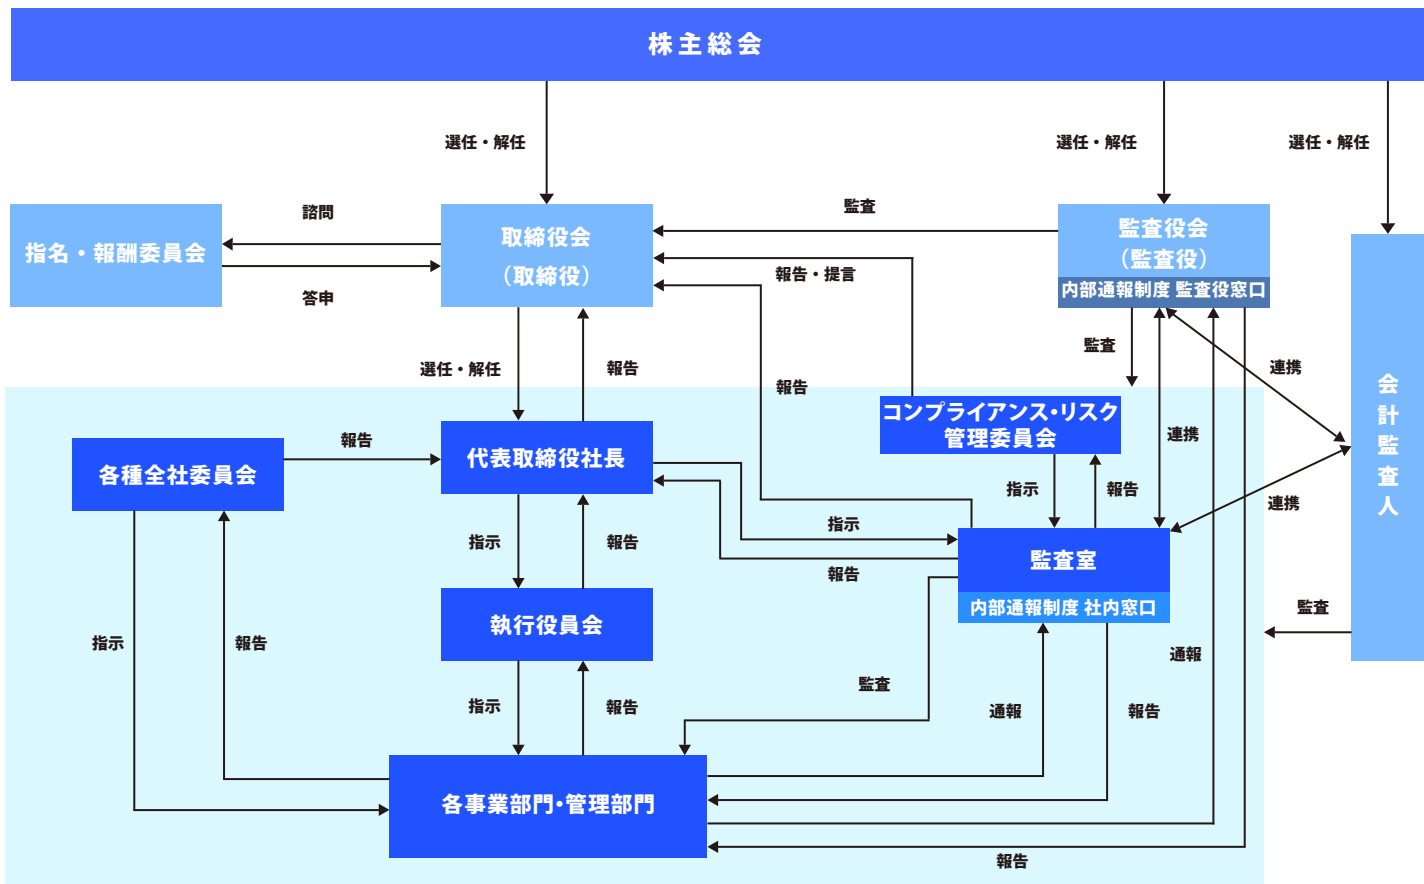 株主総会
選任・解任
選任・解任
選任・解任
諮問
監査
指名・報酬委員会
取締役会
（取締役）
監査役会
（監査役）
内部通報制度 監査役窓口
報告・提言
答申
監査
選任・解任
報告
報告
連携
会計監査人
コンプライアンス・リスク
管理委員会
報告
連携
各種全社委員会
代表取締役社長
指示
報告
連携
指示
指示
報告
監査室
報告
内部通報制度 社内窓口
監査
執行役員会
指示
報告
通報
監査
指示
報告
通報
報告
各事業部門・管理部門
報告